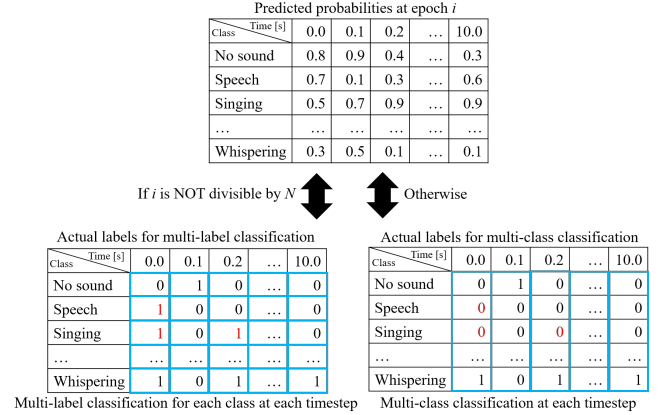 Predicted probabilities at epoch i
Class Time [s] 0.0 0.1 0.2 … 10.0
No sound 0.8 0.9 0.4 … 0.3
Speech 0.7 0.1 0.3 … 0.6
Singing 0.5 0.7 0.9 … 0.9
… … … … … …
Whispering 0.3 0.5 0.1 … 0.1
If i is NOT divisible by N
Otherwise
Actual labels for multi-label classification
Class Time [s] 0.0 0.1 0.2 … 10.0
No sound 0 1 0 … 0
Speech 1 0 0 … 0
Singing 1 0 1 … 0
… … … … … …
Whispering 1 0 1 … 1
Multi-label classification for each class at each timestep
Actual labels for multi-class classification
Class Time [s] 0.0 0.1 0.2 … 10.0
No sound 0 1 0 … 0
Speech 0 0 0 … 0
Singing 0 0 0 … 0
… … … … … …
Whispering 1 0 1 … 1
Multi-class classification at each timestep